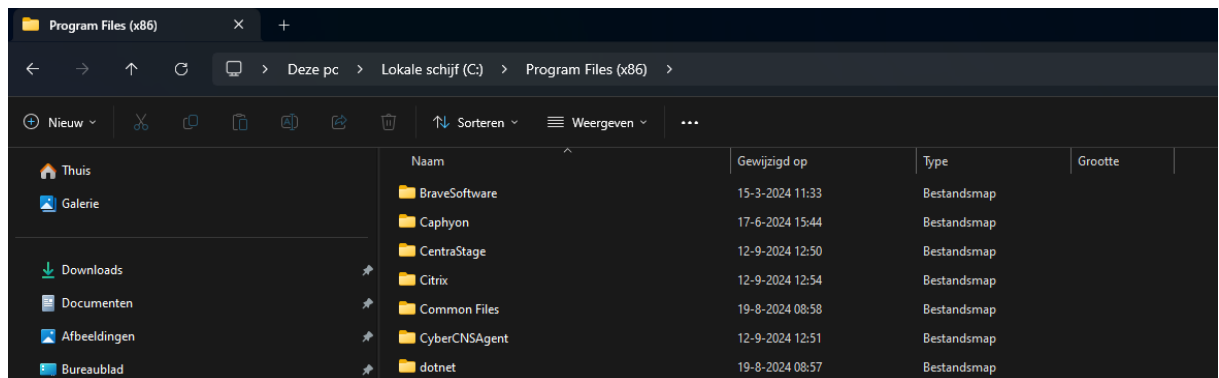 Program Files (x86)
Deze pc > Lokale schijf (C:) > Program Files (x86) >
Nieuw Sorteren Weergeven
Naam Gewijzigd op Type Grootte
Thuis
Galerie
Downloads
Documenten
Afbeeldingen
Bureaublad
BraveSoftware 15-3-2024 11:33 Bestandsmap
Caphyon 17-6-2024 15:44 Bestandsmap
CentraStage 12-9-2024 12:50 Bestandsmap
Citrix 12-9-2024 12:54 Bestandsmap
Common Files 19-8-2024 08:58 Bestandsmap
CyberCNSAgent 12-9-2024 12:51 Bestandsmap
dotnet 19-8-2024 08:57 Bestandsmap